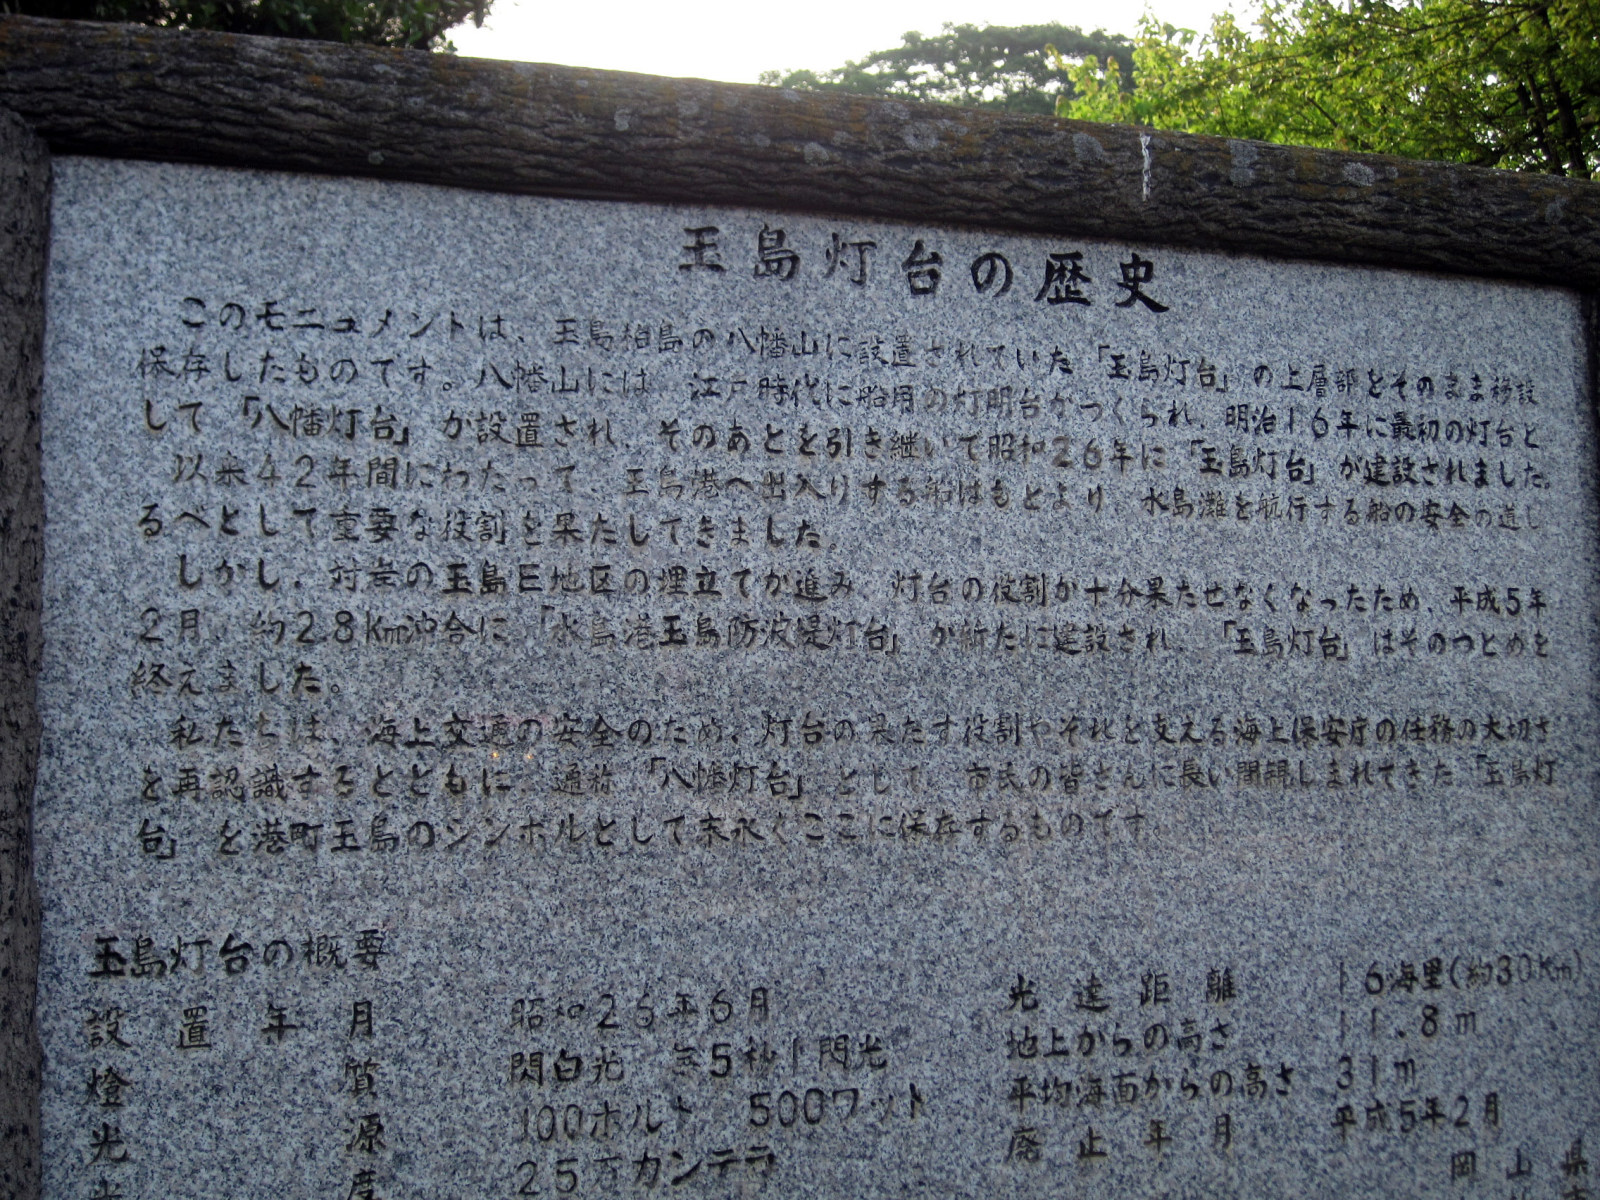 玉島灯台の歴史
このモニュメントは、玉島柏島の八幡山に設置されていた「玉島灯台」の上層部をそのまま移設
保存したものです。八幡山には、江戸時代に船用の灯明台がつくられ、明治16年に最初の灯台と
して「八幡灯台」が設置され、そのあとを引き継いで昭和26年に「玉島灯台」が建設されました。
以来42年間にわたって、玉島港へ出入りする船はもとより、水島灘を航行する船の安全の道し
るべとして重要な役割を果たしてきました。
しかし、対岸の玉島E地区の埋立てが進み、灯台の役割が十分果たせなくなったため、平成5年
2月、約2.8Km沖合に「水島港玉島防波堤灯台」が新たに建設され、「玉島灯台」はそのつとめを
終えました。
私たちは、海上交通の安全のため、灯台の果たす役割やそれを支える海上保安庁の任務の大切さ
を再認識するとともに、通称「八幡灯台」として、市民の皆さんに長い間親しまれてきた「玉島灯
台」を港町玉島のシンボルとして末永くここに保存するものです。
玉島灯台の概要
設置年月 昭和26年6月
燈質 閃白光 毎5秒1閃光
光源 100ボルト 500ワット
度 25万カンデラ
光達距離 16海里(約30Km)
地上からの高さ 11.8m
平均海面からの高さ 31m
廃止年月 平成5年2月
岡山県